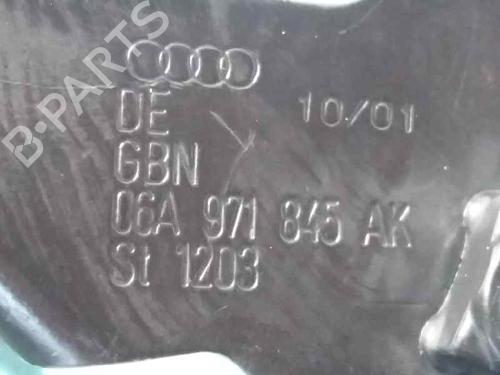 B-PARTS
DE 10/01
GBN
06A 971 845 AK
St 1203